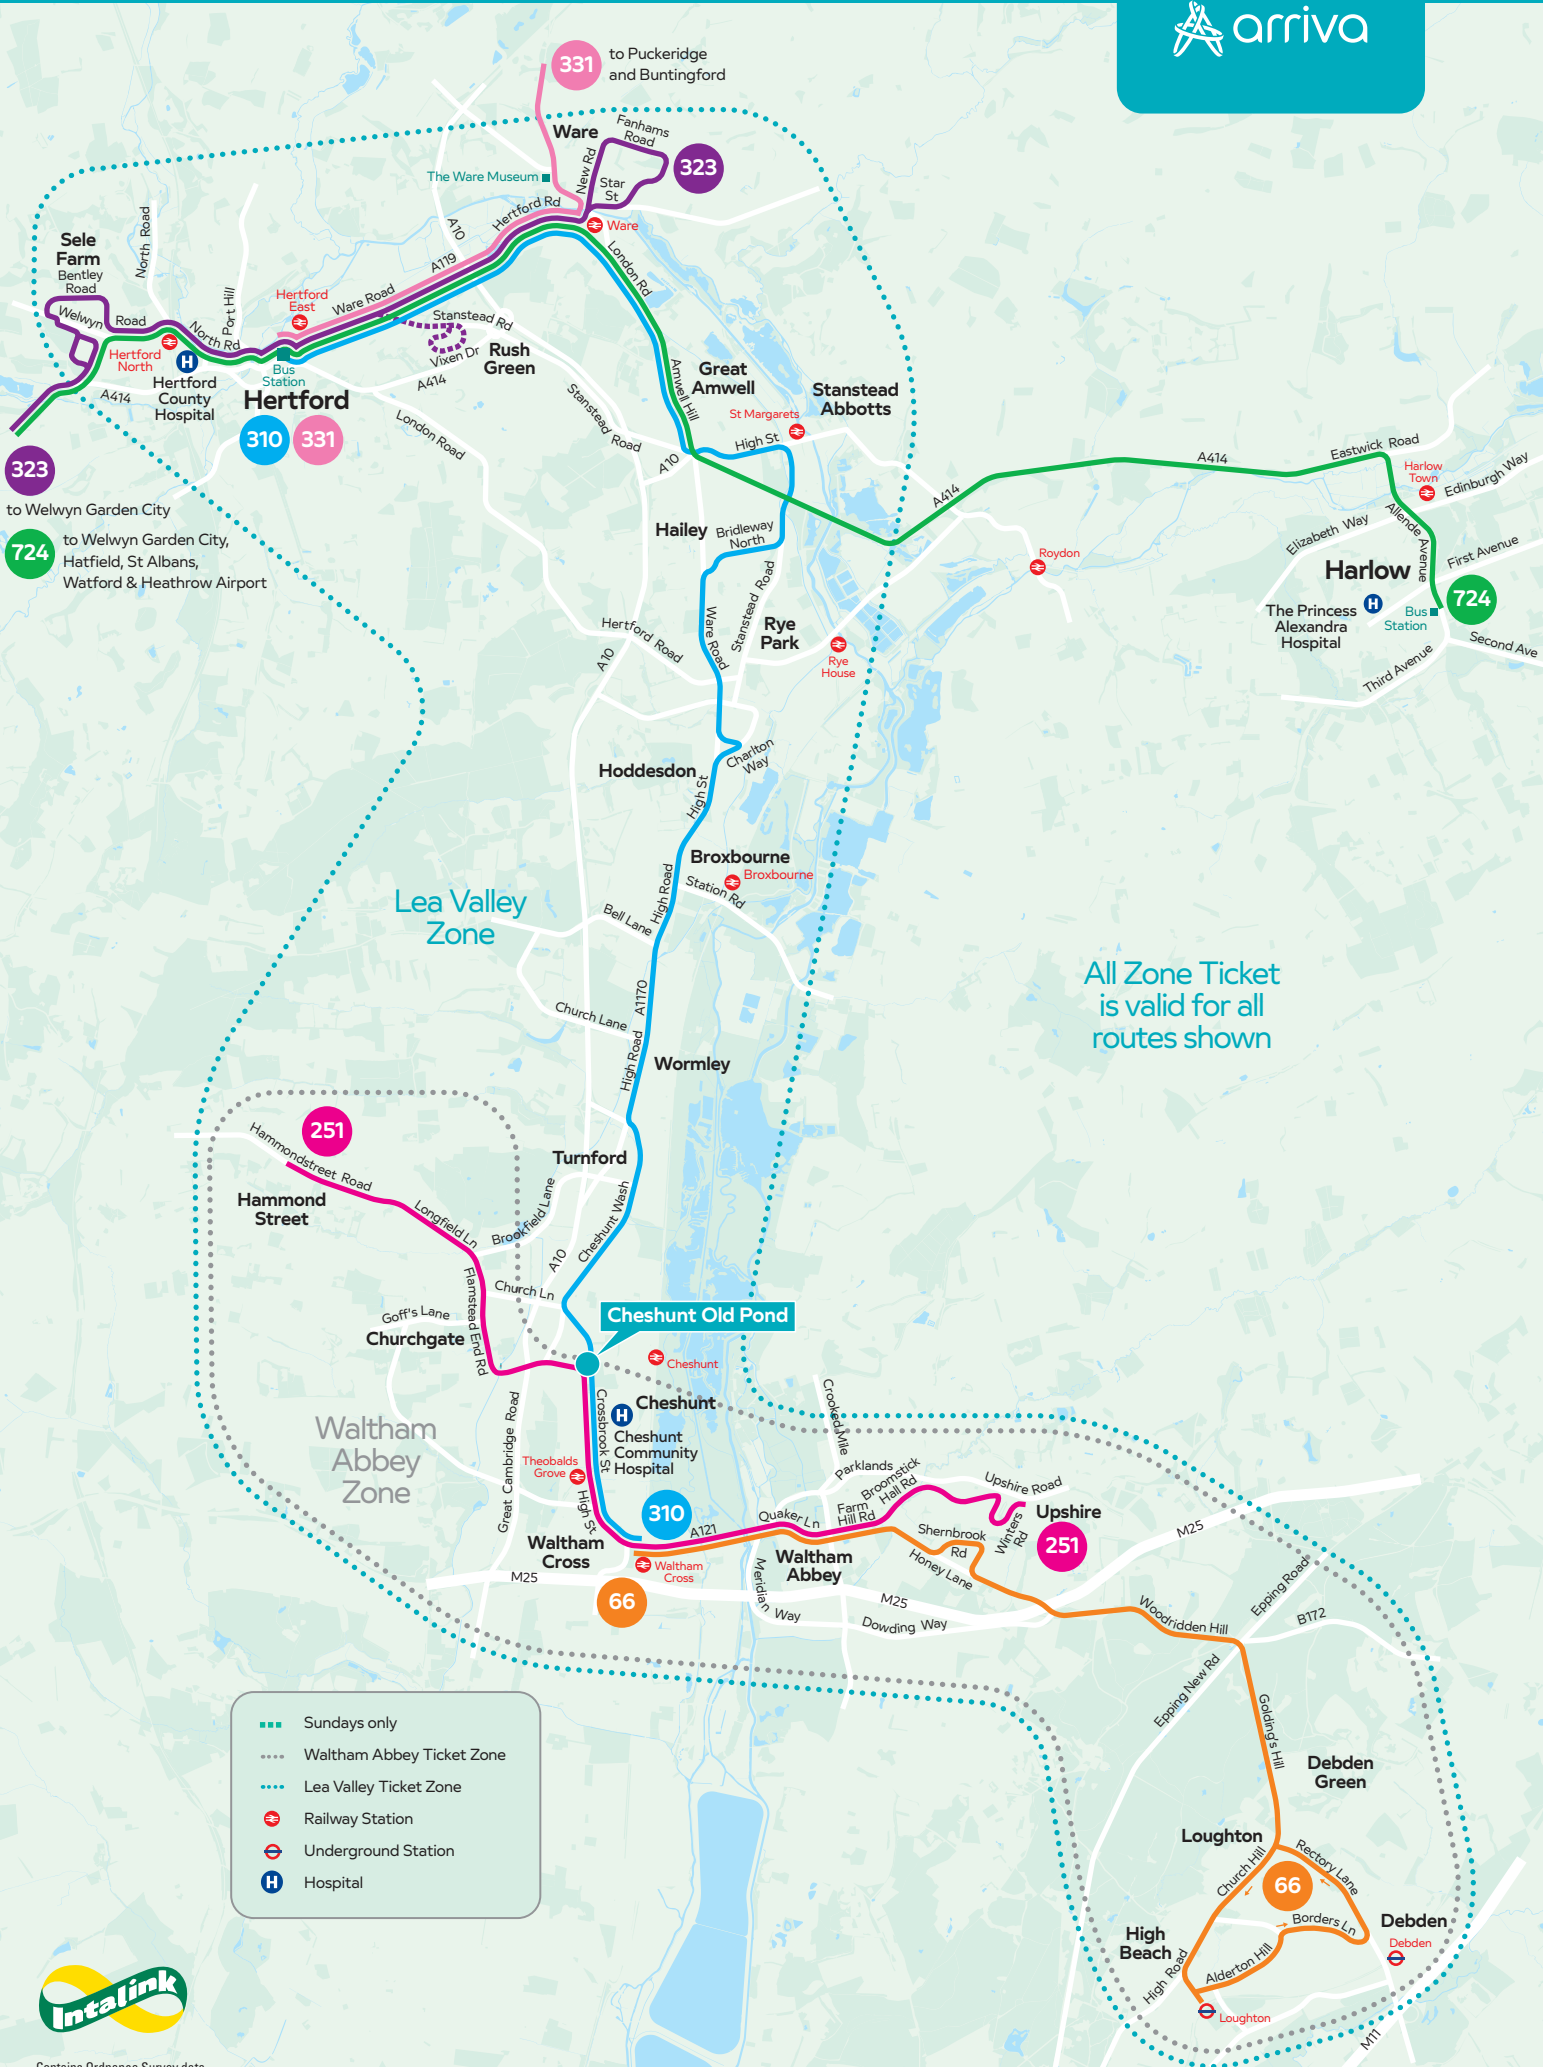 arriva
331
to Puckeridge
and Buntingford
Ware
Fanhams
Road
323
The Ware Museum
New Rd
Star
St
Hertford Rd
Ware
A10
A119
London Rd
Sele
Farm
Bentley
Road
North Road
Welwyn
Road
Port Hill
North Rd
Hertford
East
Ware Road
Stanstead Rd
Vixen Dr
Rush
Green
Hertford
North
Hertford
County
Hospital
Bus
Station
Hertford
310
331
A414
A414
London Road
Stanstead Road
Amwell Hill
Great
Amwell
Stanstead
Abbotts
St Margarets
High St
A10
323
to Welwyn Garden City
724
to Welwyn Garden City,
Hatfield, St Albans,
Watford & Heathrow Airport
A414
A414
Eastwick Road
Harlow
Town
Edinburgh Way
Elizabeth Way
Allende Avenue
First Avenue
Harlow
The Princess
Alexandra
Hospital
Bus
Station
724
Second Ave
Third Avenue
Roydon
Hailey
Bridleway
North
Stanstead Road
Ware Road
Rye
Park
Rye
House
Hertford Road
A10
Charlton
Way
Hoddesdon
High St
Broxbourne
Broxbourne
Station Rd
High Road
Bell Lane
Lea Valley
Zone
All Zone Ticket
is valid for all
routes shown
A1170
Church Lane
High Road
Wormley
251
Hammondstreet Road
Hammond
Street
Turnford
Longfield Ln
Brookfield Lane
Cheshunt Wash
A10
Flamstead End Rd
Church Ln
Goff's Lane
Churchgate
Cheshunt Old Pond
Cheshunt
Cheshunt
Cheshunt
Community
Hospital
Crossbrook St
Great Cambridge Road
Waltham
Abbey
Zone
Theobalds
Grove
High St
310
Waltham
Cross
A121
Waltham
Cross
66
M25
Crooked Mile
Parklands
Broomstick
Hall Rd
Farm
Hill Rd
Quaker Ln
Upshire Road
Winters
Rd
Upshire
251
Shernbrook
Rd
Honey Lane
Waltham
Abbey
Meridian
Way
M25
Dowding Way
M25
Woodridden Hill
Epping Road
B172
Epping New Rd
Golding's Hill
Debden
Green
Loughton
Church Hill
Rectory Lane
66
Borders Ln
Debden
Debden
High
Beach
High Road
Alderton Hill
Loughton
M11
Sundays only
Waltham Abbey Ticket Zone
Lea Valley Ticket Zone
Railway Station
Underground Station
H Hospital
Intalink
Contains Ordnance Survey data